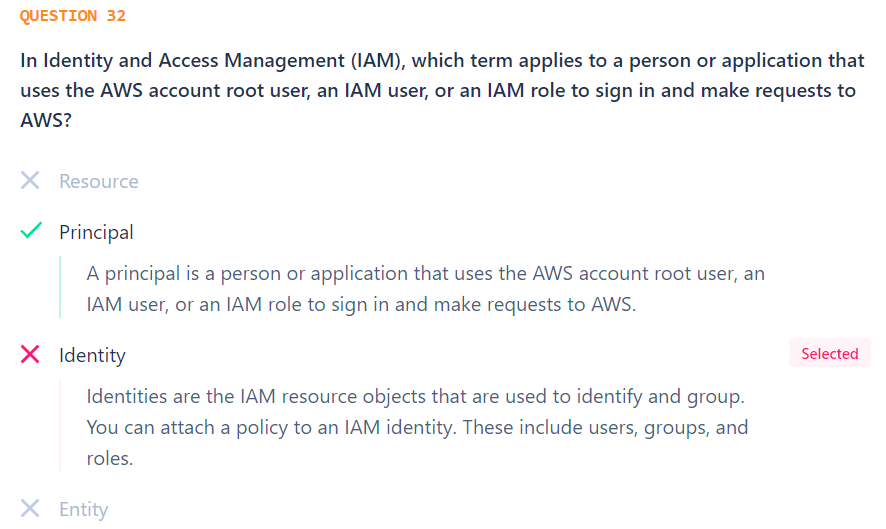 QUESTION 32
In Identity and Access Management (IAM), which term applies to a person or application that
uses the AWS account root user, an IAM user, or an IAM role to sign in and make requests to
AWS?
Resource
Principal
A principal is a person or application that uses the AWS account root user, an
IAM user, or an IAM role to sign in and make requests to AWS.
Identity
Selected
Identities are the IAM resource objects that are used to identify and group.
You can attach a policy to an IAM identity. These include users, groups, and
roles.
Entity